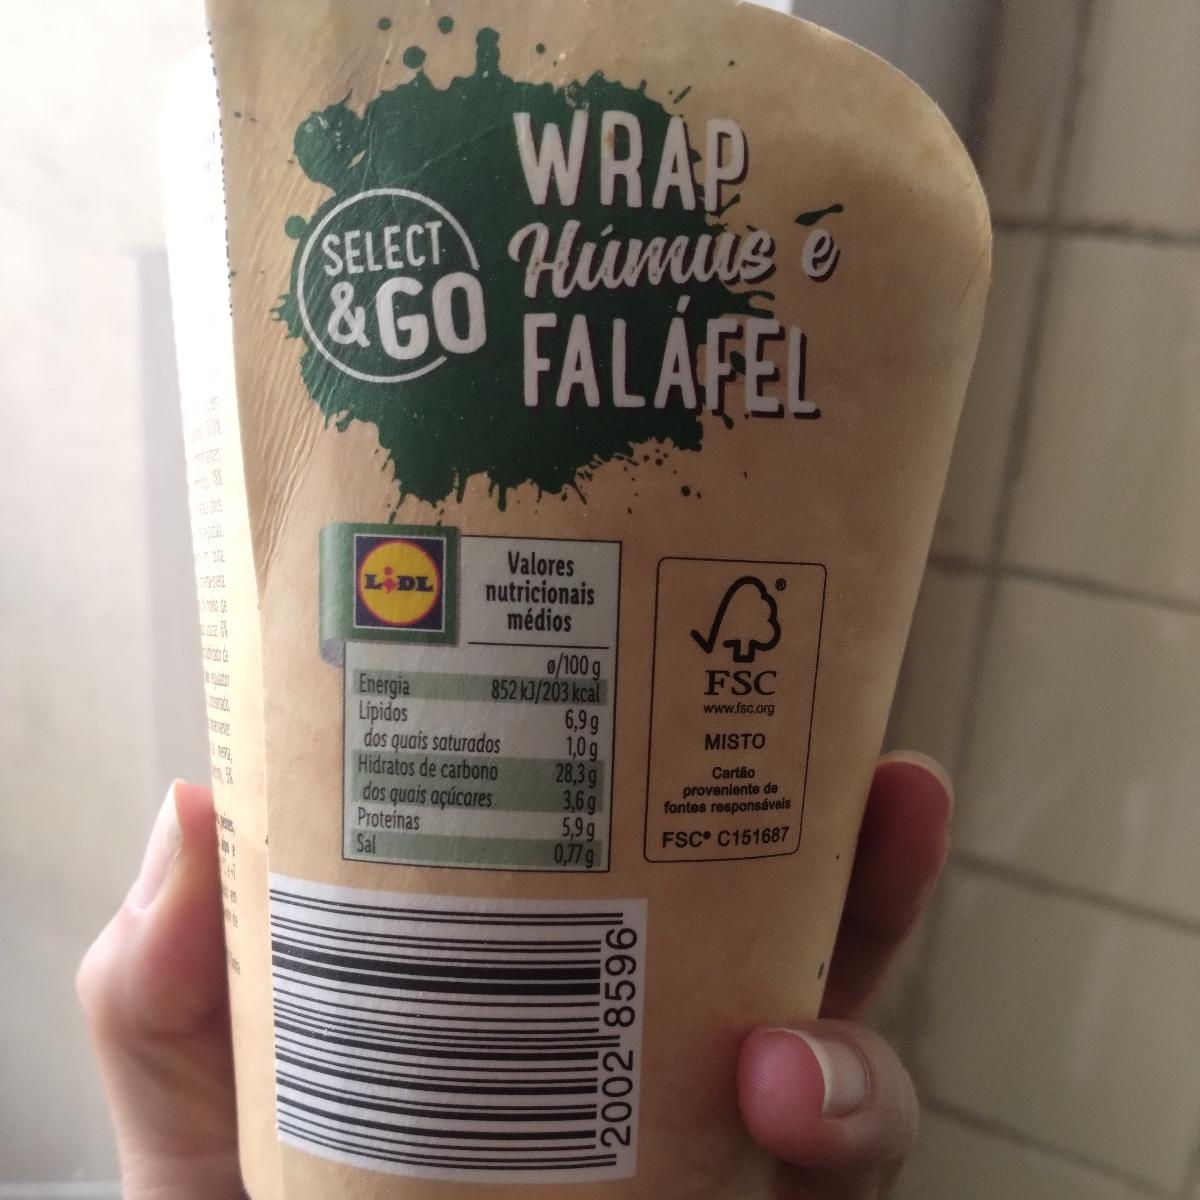 WRAP
Húmus e
FALÁFEL
SELECT
&GO
LIDL
Valores
nutricionais
médios
ø/100 g
Energia 852 kJ/203 kcal
Lípidos 6,9 g
dos quais saturados 1,0 g
Hidratos de carbono 28,3 g
dos quais açúcares 3,6 g
Proteínas 5,9 g
Sal 0,77 g
®
FSC
www.fsc.org
MISTO
Cartão
proveniente de
fontes responsáveis
FSC® C151687
2002 8596